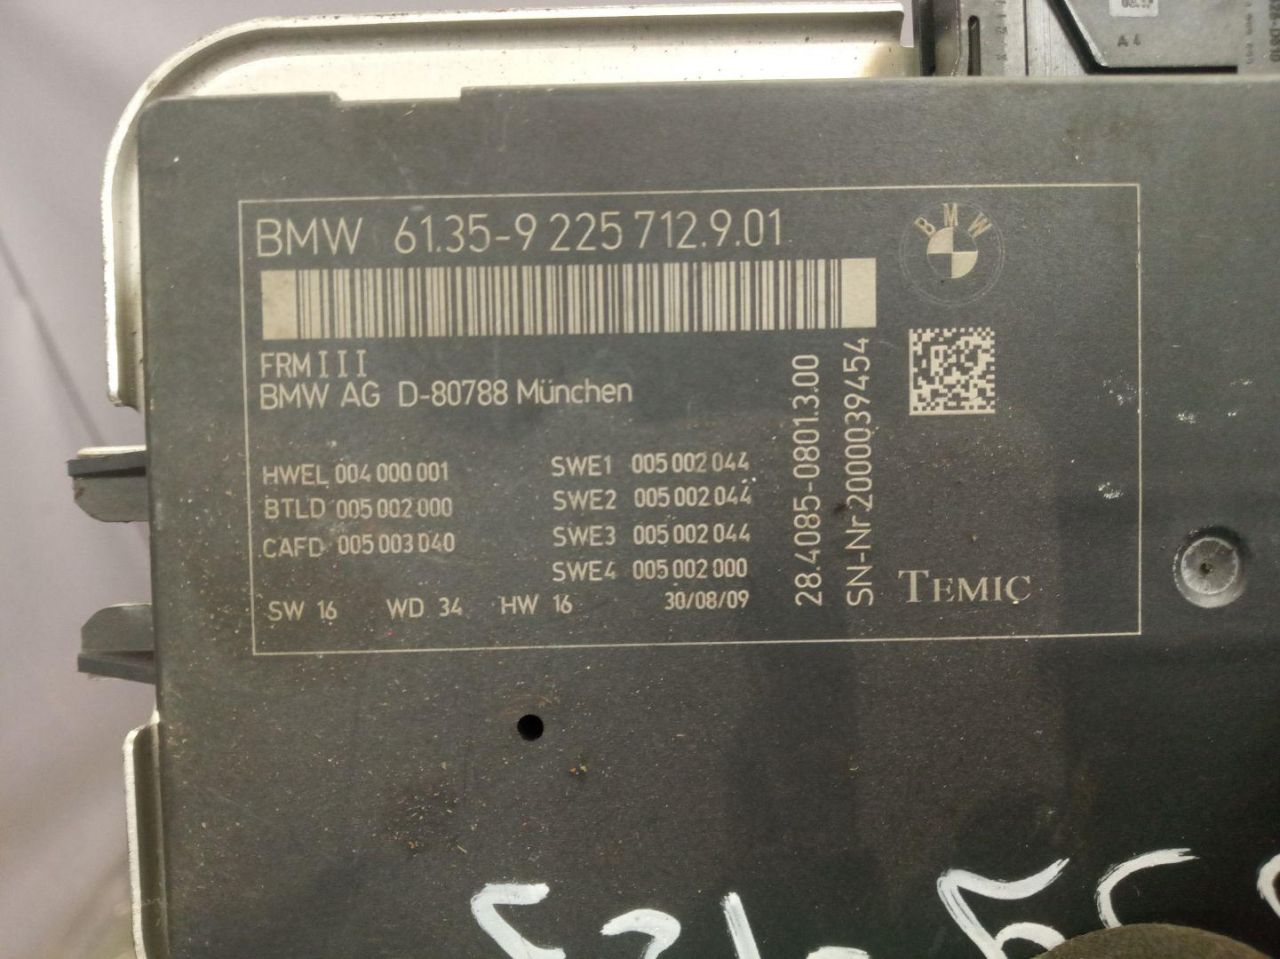 A4
BMW 61.35-9 225 712.9.01
BMW
FRMIII
BMW AG D-80788 München
HWEL 004 000 001
BTLD 005 002 000
CAFD 005 003 040
SWE1 005 002 044
SWE2 005 002 044
SWE3 005 002 044
SWE4 005 002 000
SW 16 WD 34 HW 16 30/08/09
28.4085-0801.3.00
SN-Nr 2000039454
TEMIC